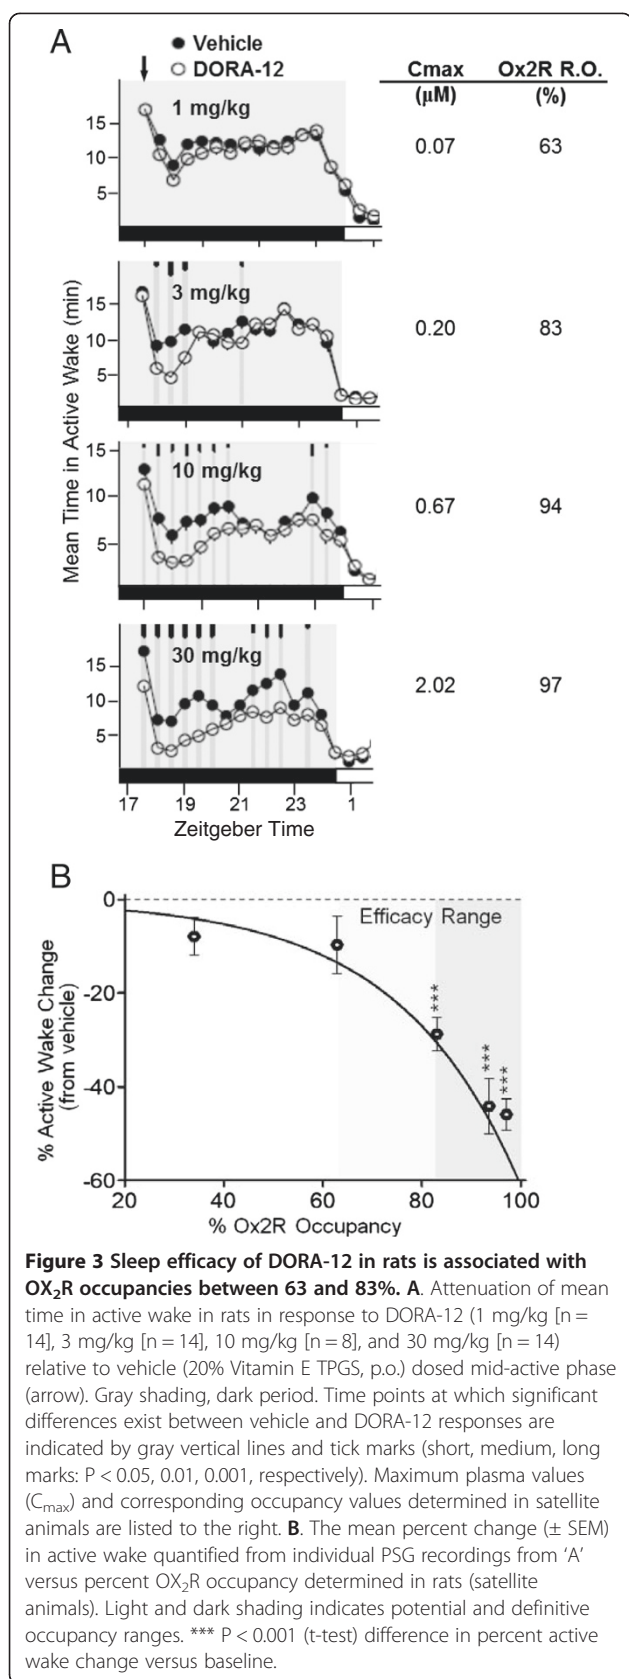 A
● Vehicle
○ DORA-12
Cmax Ox2R R.O.
(µM) (%)
1 mg/kg
15
10
5
0.07 63
3 mg/kg
15
10
5
0.20 83
10 mg/kg
15
10
5
0.67 94
30 mg/kg
15
10
5
2.02 97
Mean Time in Active Wake (min)
17 19 21 23 1
Zeitgeber Time
B
0
-20
-40
-60
Efficacy Range
***
***
***
% Active Wake Change
(from vehicle)
20 40 60 80 100
% Ox2R Occupancy
Figure 3 Sleep efficacy of DORA-12 in rats is associated with
OX₂R occupancies between 63 and 83%. A. Attenuation of mean
time in active wake in rats in response to DORA-12 (1 mg/kg [n =
14], 3 mg/kg [n = 14], 10 mg/kg [n = 8], and 30 mg/kg [n = 14)
relative to vehicle (20% Vitamin E TPGS, p.o.) dosed mid-active phase
(arrow). Gray shading, dark period. Time points at which significant
differences exist between vehicle and DORA-12 responses are
indicated by gray vertical lines and tick marks (short, medium, long
marks: P < 0.05, 0.01, 0.001, respectively). Maximum plasma values
(Cₘₐₓ) and corresponding occupancy values determined in satellite
animals are listed to the right. B. The mean percent change (± SEM)
in active wake quantified from individual PSG recordings from ‘A’
versus percent OX₂R occupancy determined in rats (satellite
animals). Light and dark shading indicates potential and definitive
occupancy ranges. *** P < 0.001 (t-test) difference in percent active
wake change versus baseline.